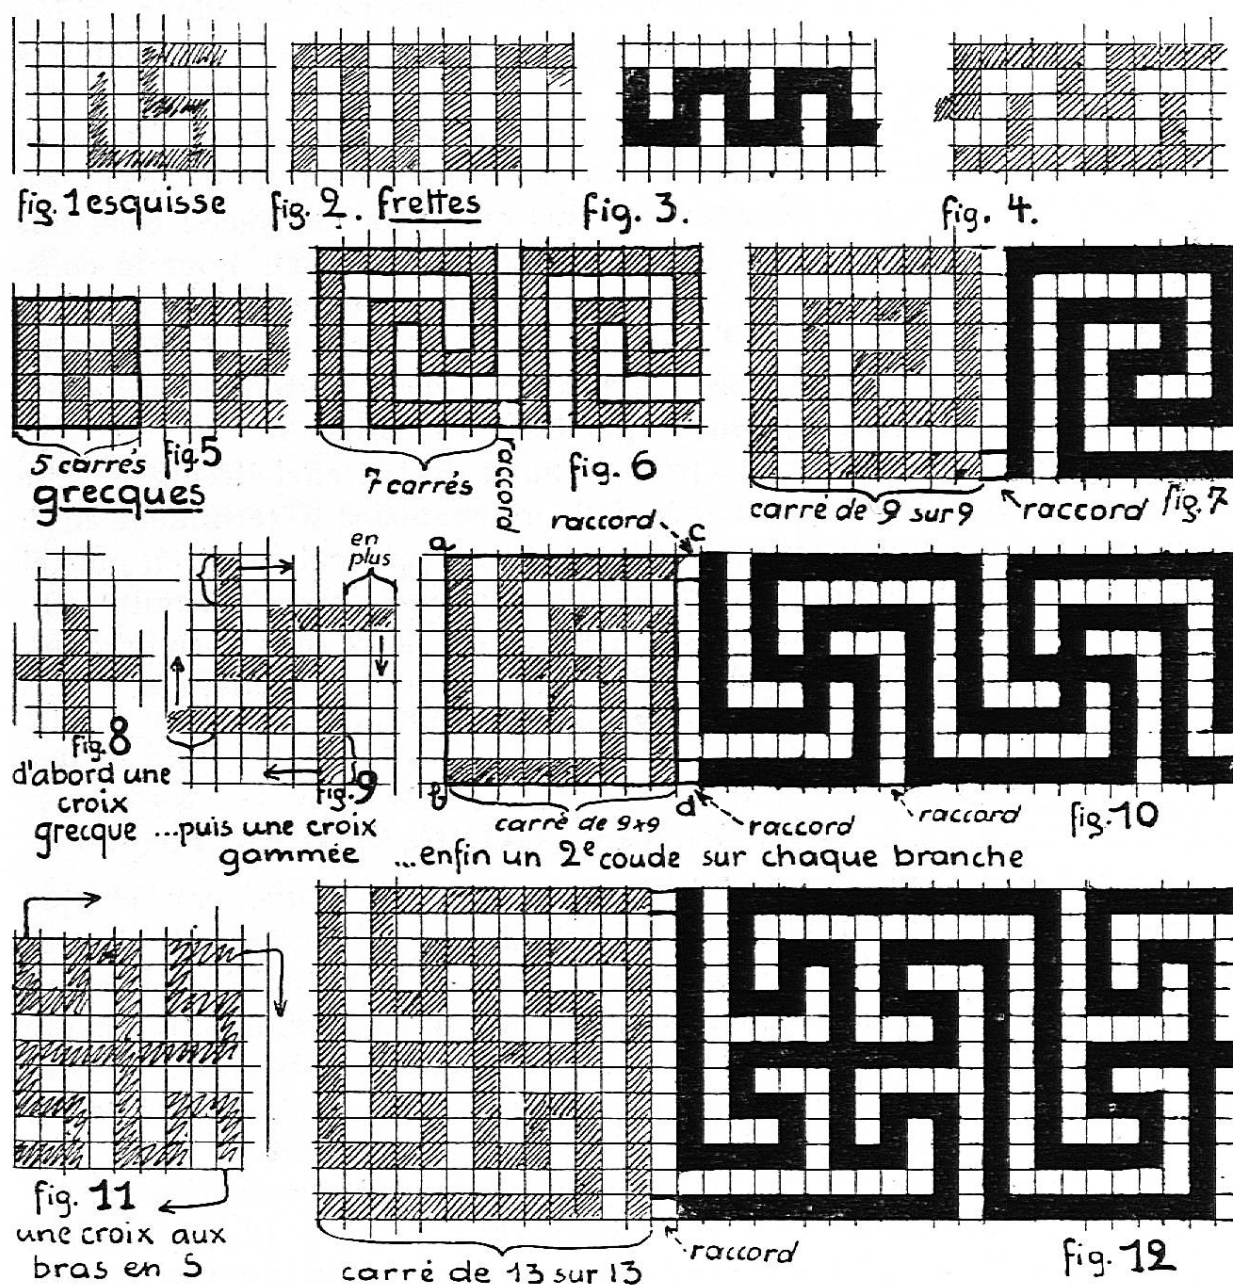 fig. 1 esquisse
fig. 2. frettes
fig. 3.
fig. 4.
5 carrés
fig. 5
grecques
7 carrés
raccord
fig. 6
carré de 9 sur 9
raccord
fig. 7
fig. 8
d'abord une
croix
grecque
en
plus
fig. 9
...puis une croix
gammée
raccord
a
c
b
d
carré de 9x9
raccord
raccord
fig. 10
...enfin un 2e coude sur chaque branche
fig. 11
une croix aux
bras en S
carré de 13 sur 13
raccord
fig. 12